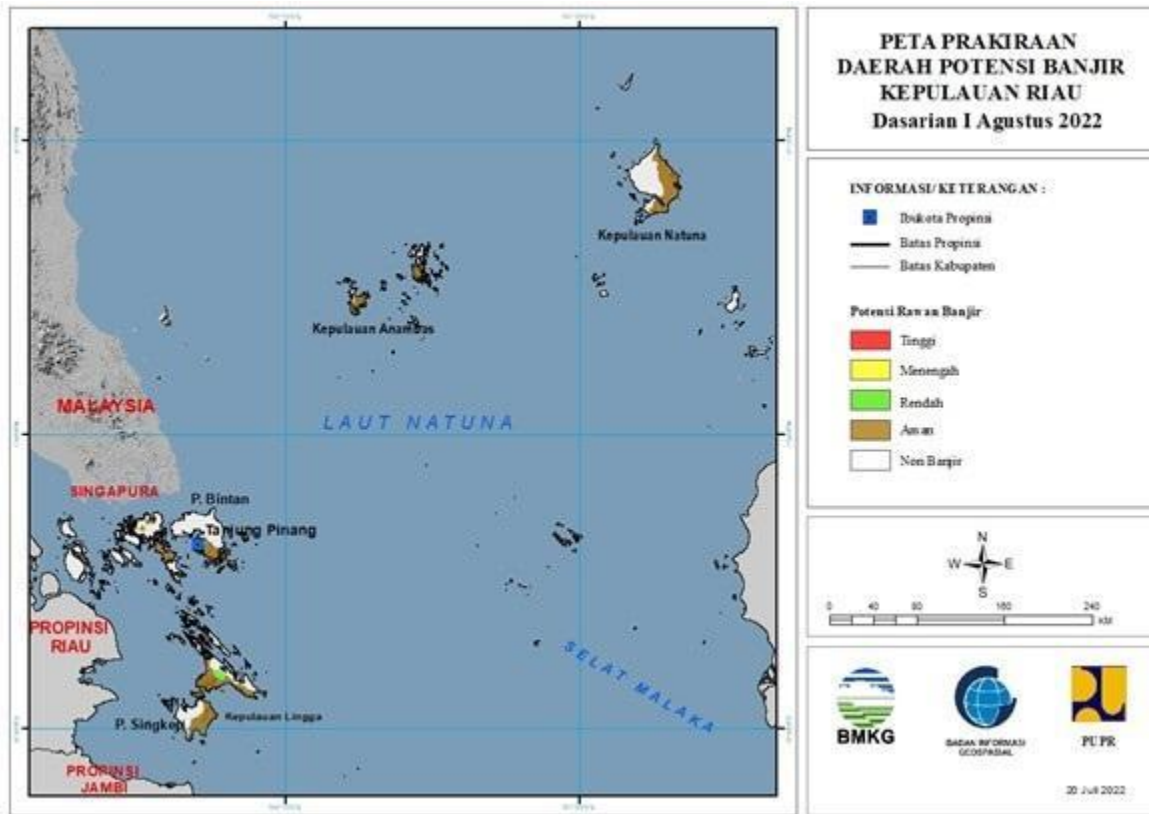 PETA PRAKIRAAN
DAERAH POTENSI BANJIR
KEPULAUAN RIAU
Dasarian I Agustus 2022
INFORMASI/KETERANGAN :
Ibukota Propinsi
Batas Propinsi
Batas Kabupaten
Potensi Rawan Banjir
Tinggi
Menengah
Rendah
Aman
Non Banjir
N
W E
S
0 40 80 160 240
KM
BMKG
BADAN INFORMASI
GEOSPASIAL
PUPR
20 Juli 2022
Kepulauan Natuna
Kepulauan Anambas
MALAYSIA
LAUT NATUNA
SINGAPURA
P. Bintan
Tanjung Pinang
PROPINSI
RIAU
SELAT MALAKA
Kepulauan Lingga
P. Singkep
PROPINSI
JAMBI